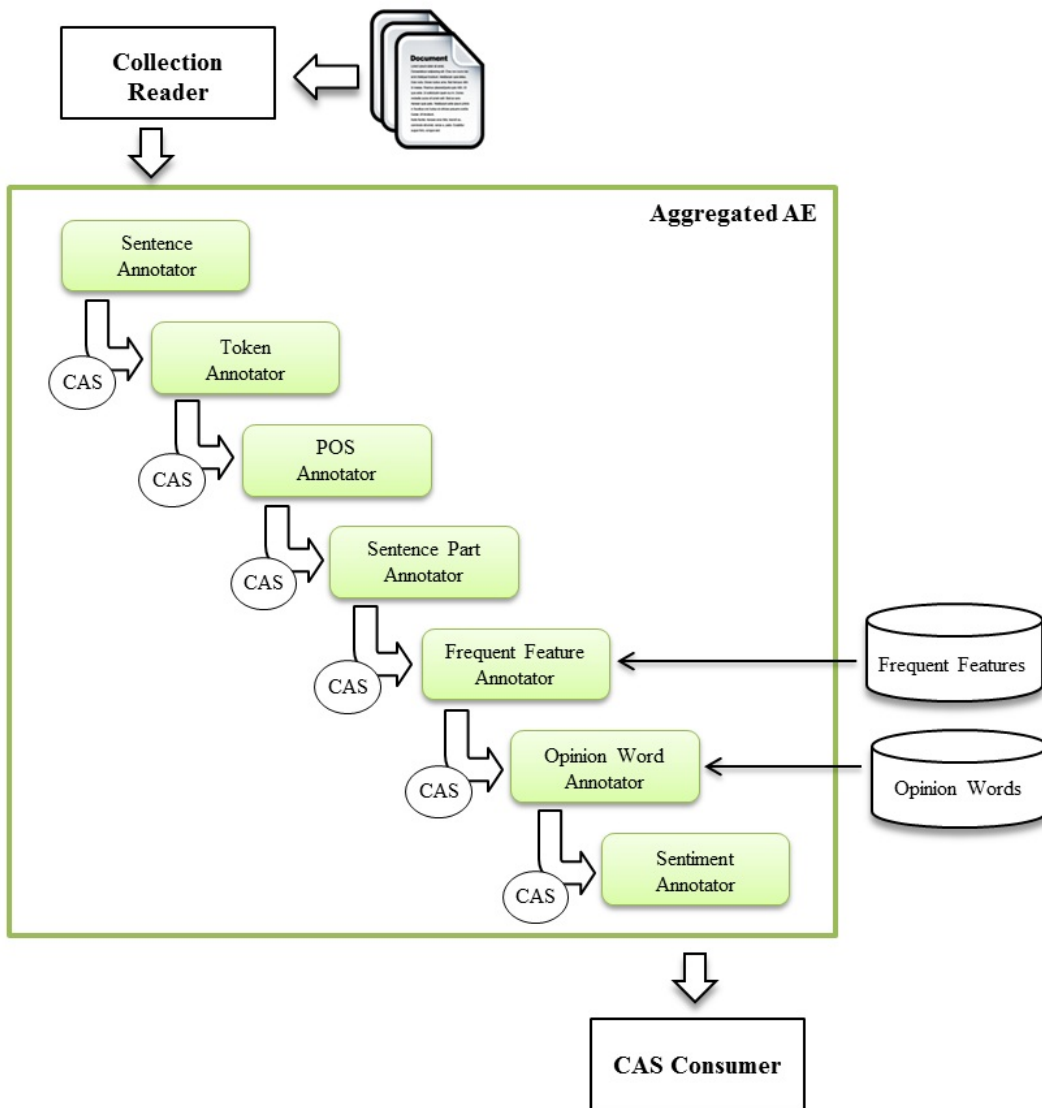 Collection
Reader
Document
Aggregated AE
Sentence
Annotator
CAS
Token
Annotator
CAS
POS
Annotator
CAS
Sentence Part
Annotator
CAS
Frequent Feature
Annotator
Frequent Features
CAS
Opinion Word
Annotator
Opinion Words
CAS
Sentiment
Annotator
CAS Consumer